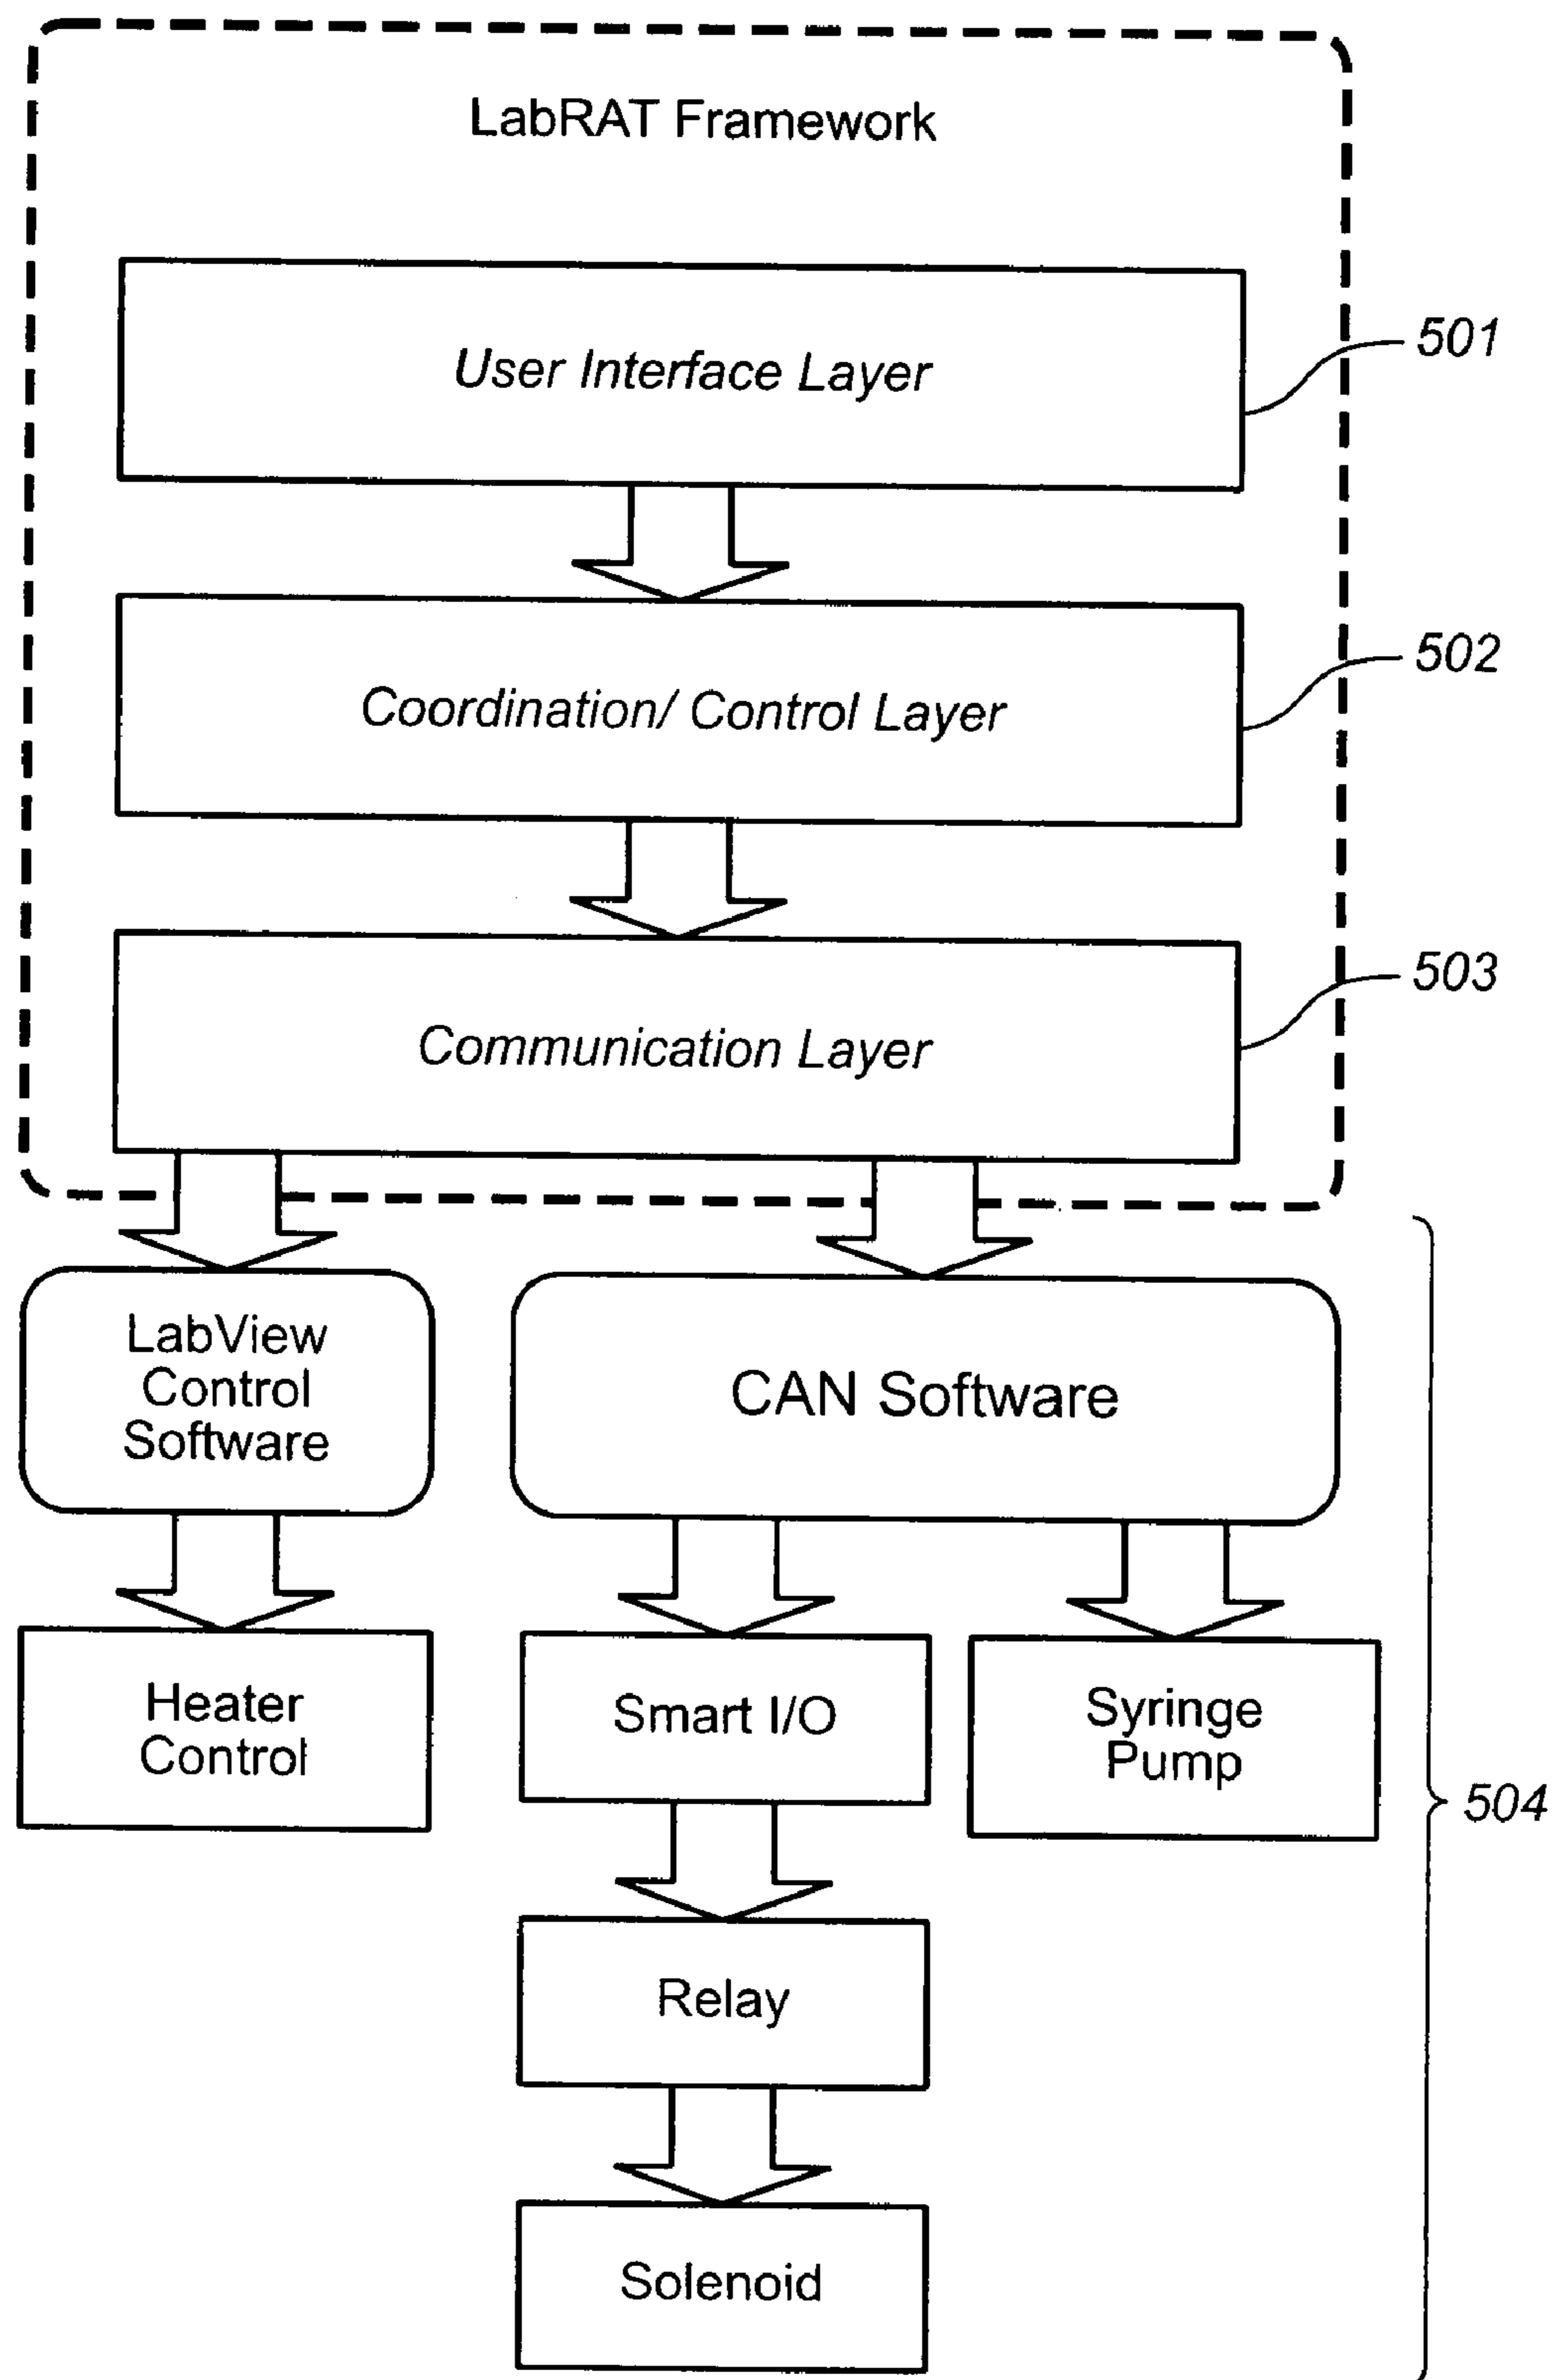 LabRAT Framework
User Interface Layer
501
Coordination/ Control Layer
502
Communication Layer
503
LabView
Control
Software
CAN Software
Heater
Control
Smart I/O
Syringe
Pump
504
Relay
Solenoid